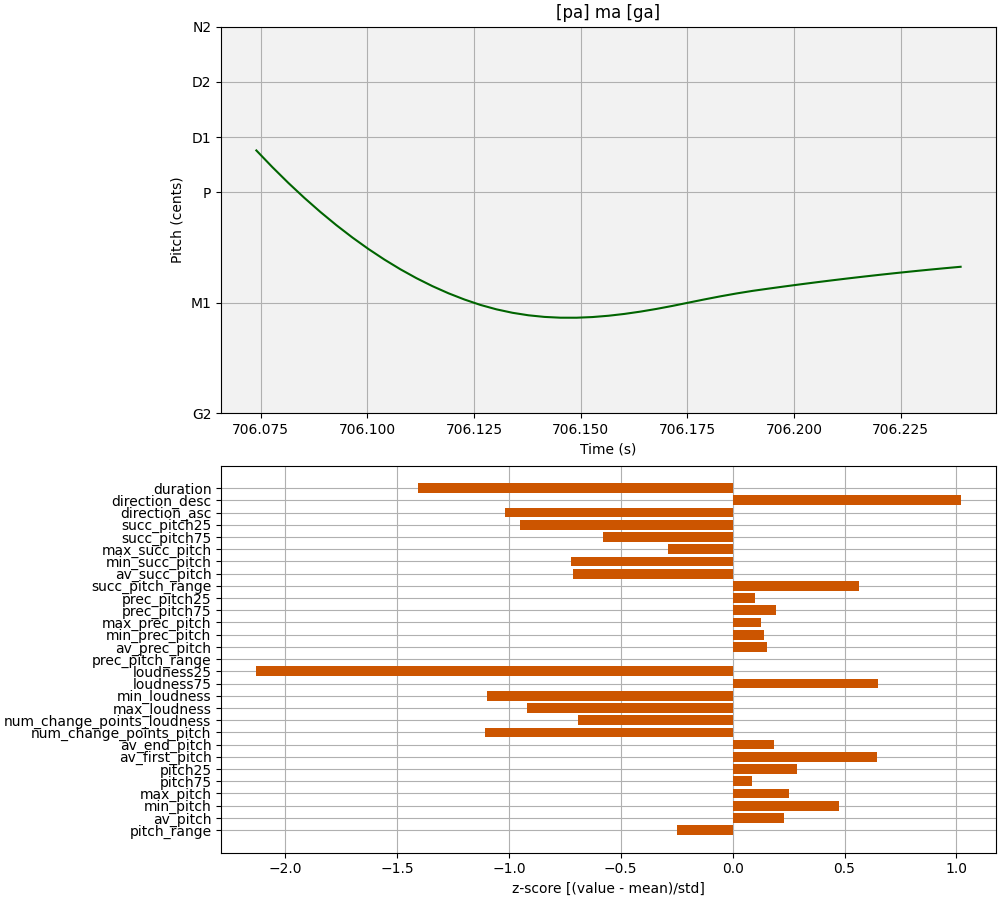 [pa] ma [ga]
N2
D2
D1
P
M1
G2
Pitch (cents)
706.075 706.100 706.125 706.150 706.175 706.200 706.225
Time (s)
duration
direction_desc
direction_asc
succ_pitch25
succ_pitch75
max_succ_pitch
min_succ_pitch
av_succ_pitch
succ_pitch_range
prec_pitch25
prec_pitch75
max_prec_pitch
min_prec_pitch
av_prec_pitch
prec_pitch_range
loudness25
loudness75
min_loudness
max_loudness
num_change_points_loudness
num_change_points_pitch
av_end_pitch
av_first_pitch
pitch25
pitch75
max_pitch
min_pitch
av_pitch
pitch_range
−2.0 −1.5 −1.0 −0.5 0.0 0.5 1.0
z-score [(value - mean)/std]